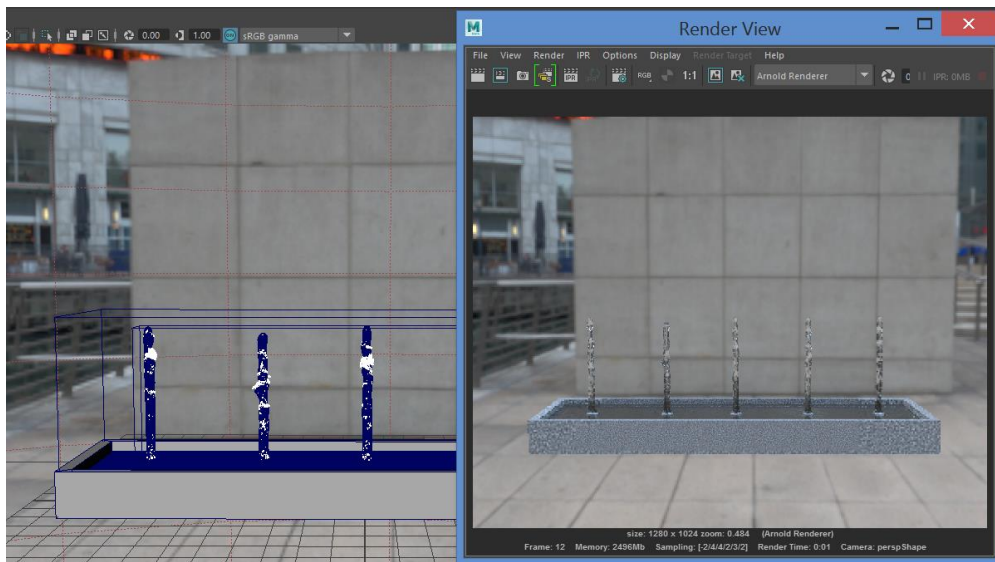 0.00 1.00 ON sRGB gamma
M Render View
File View Render IPR Options Display Render Target Help
IPR RGB 1:1 Arnold Renderer IPR: 0MB
size: 1280 x 1024 zoom: 0.484 (Arnold Renderer)
Frame: 12 Memory: 2496Mb Sampling: [-2/4/4/2/3/2] Render Time: 0:01 Camera: perspShape